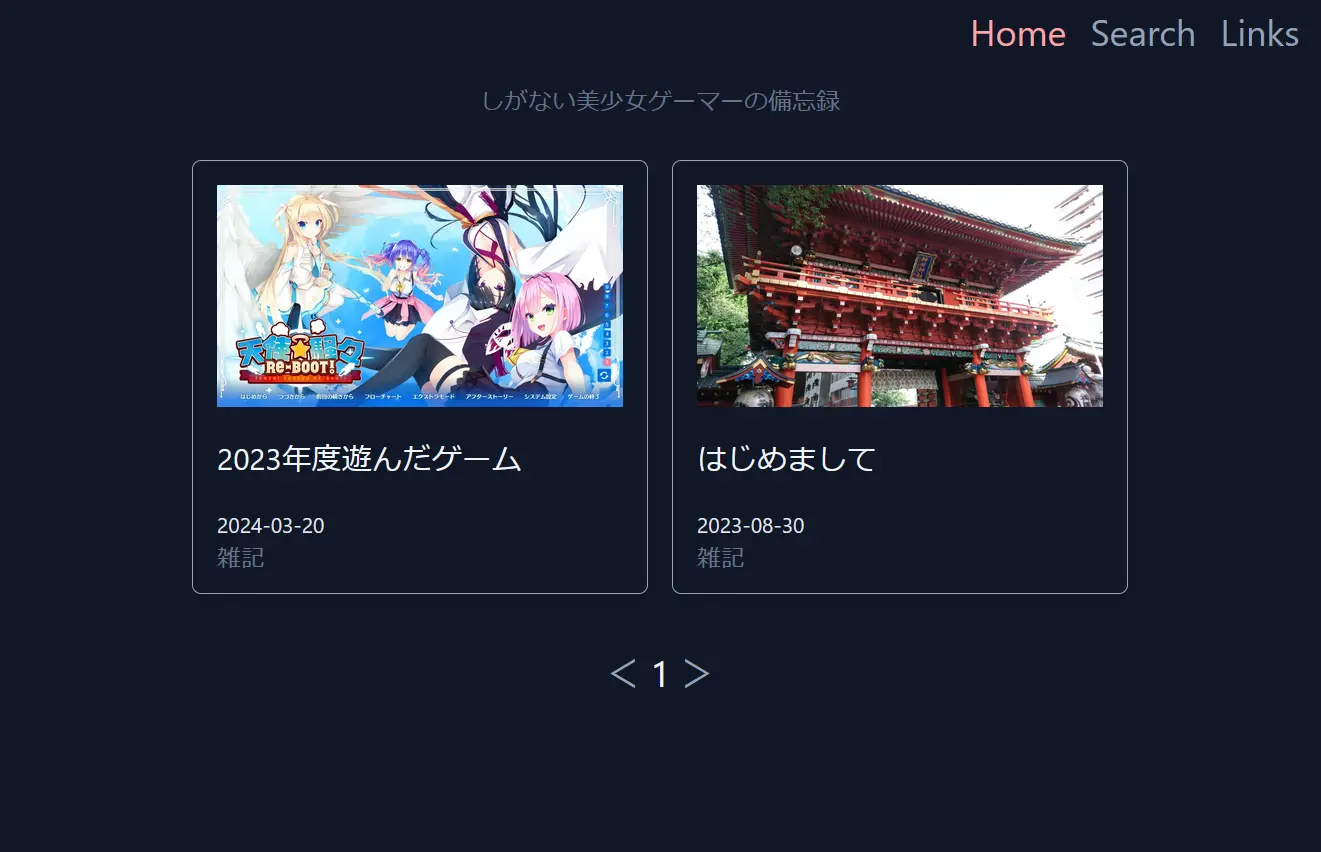 Home Search Links
しがない美少女ゲーマーの備忘録
天使☆騒々
RE-BOOT!
TENSHI SOUZOU RE-BOOT!
はじめから つづきから 前回の続きから フローチャート エクストラモード アフターストーリー システム設定 ゲームの終了
2023年度遊んだゲーム
2024-03-20
雑記
はじめまして
2023-08-30
雑記
< 1 >